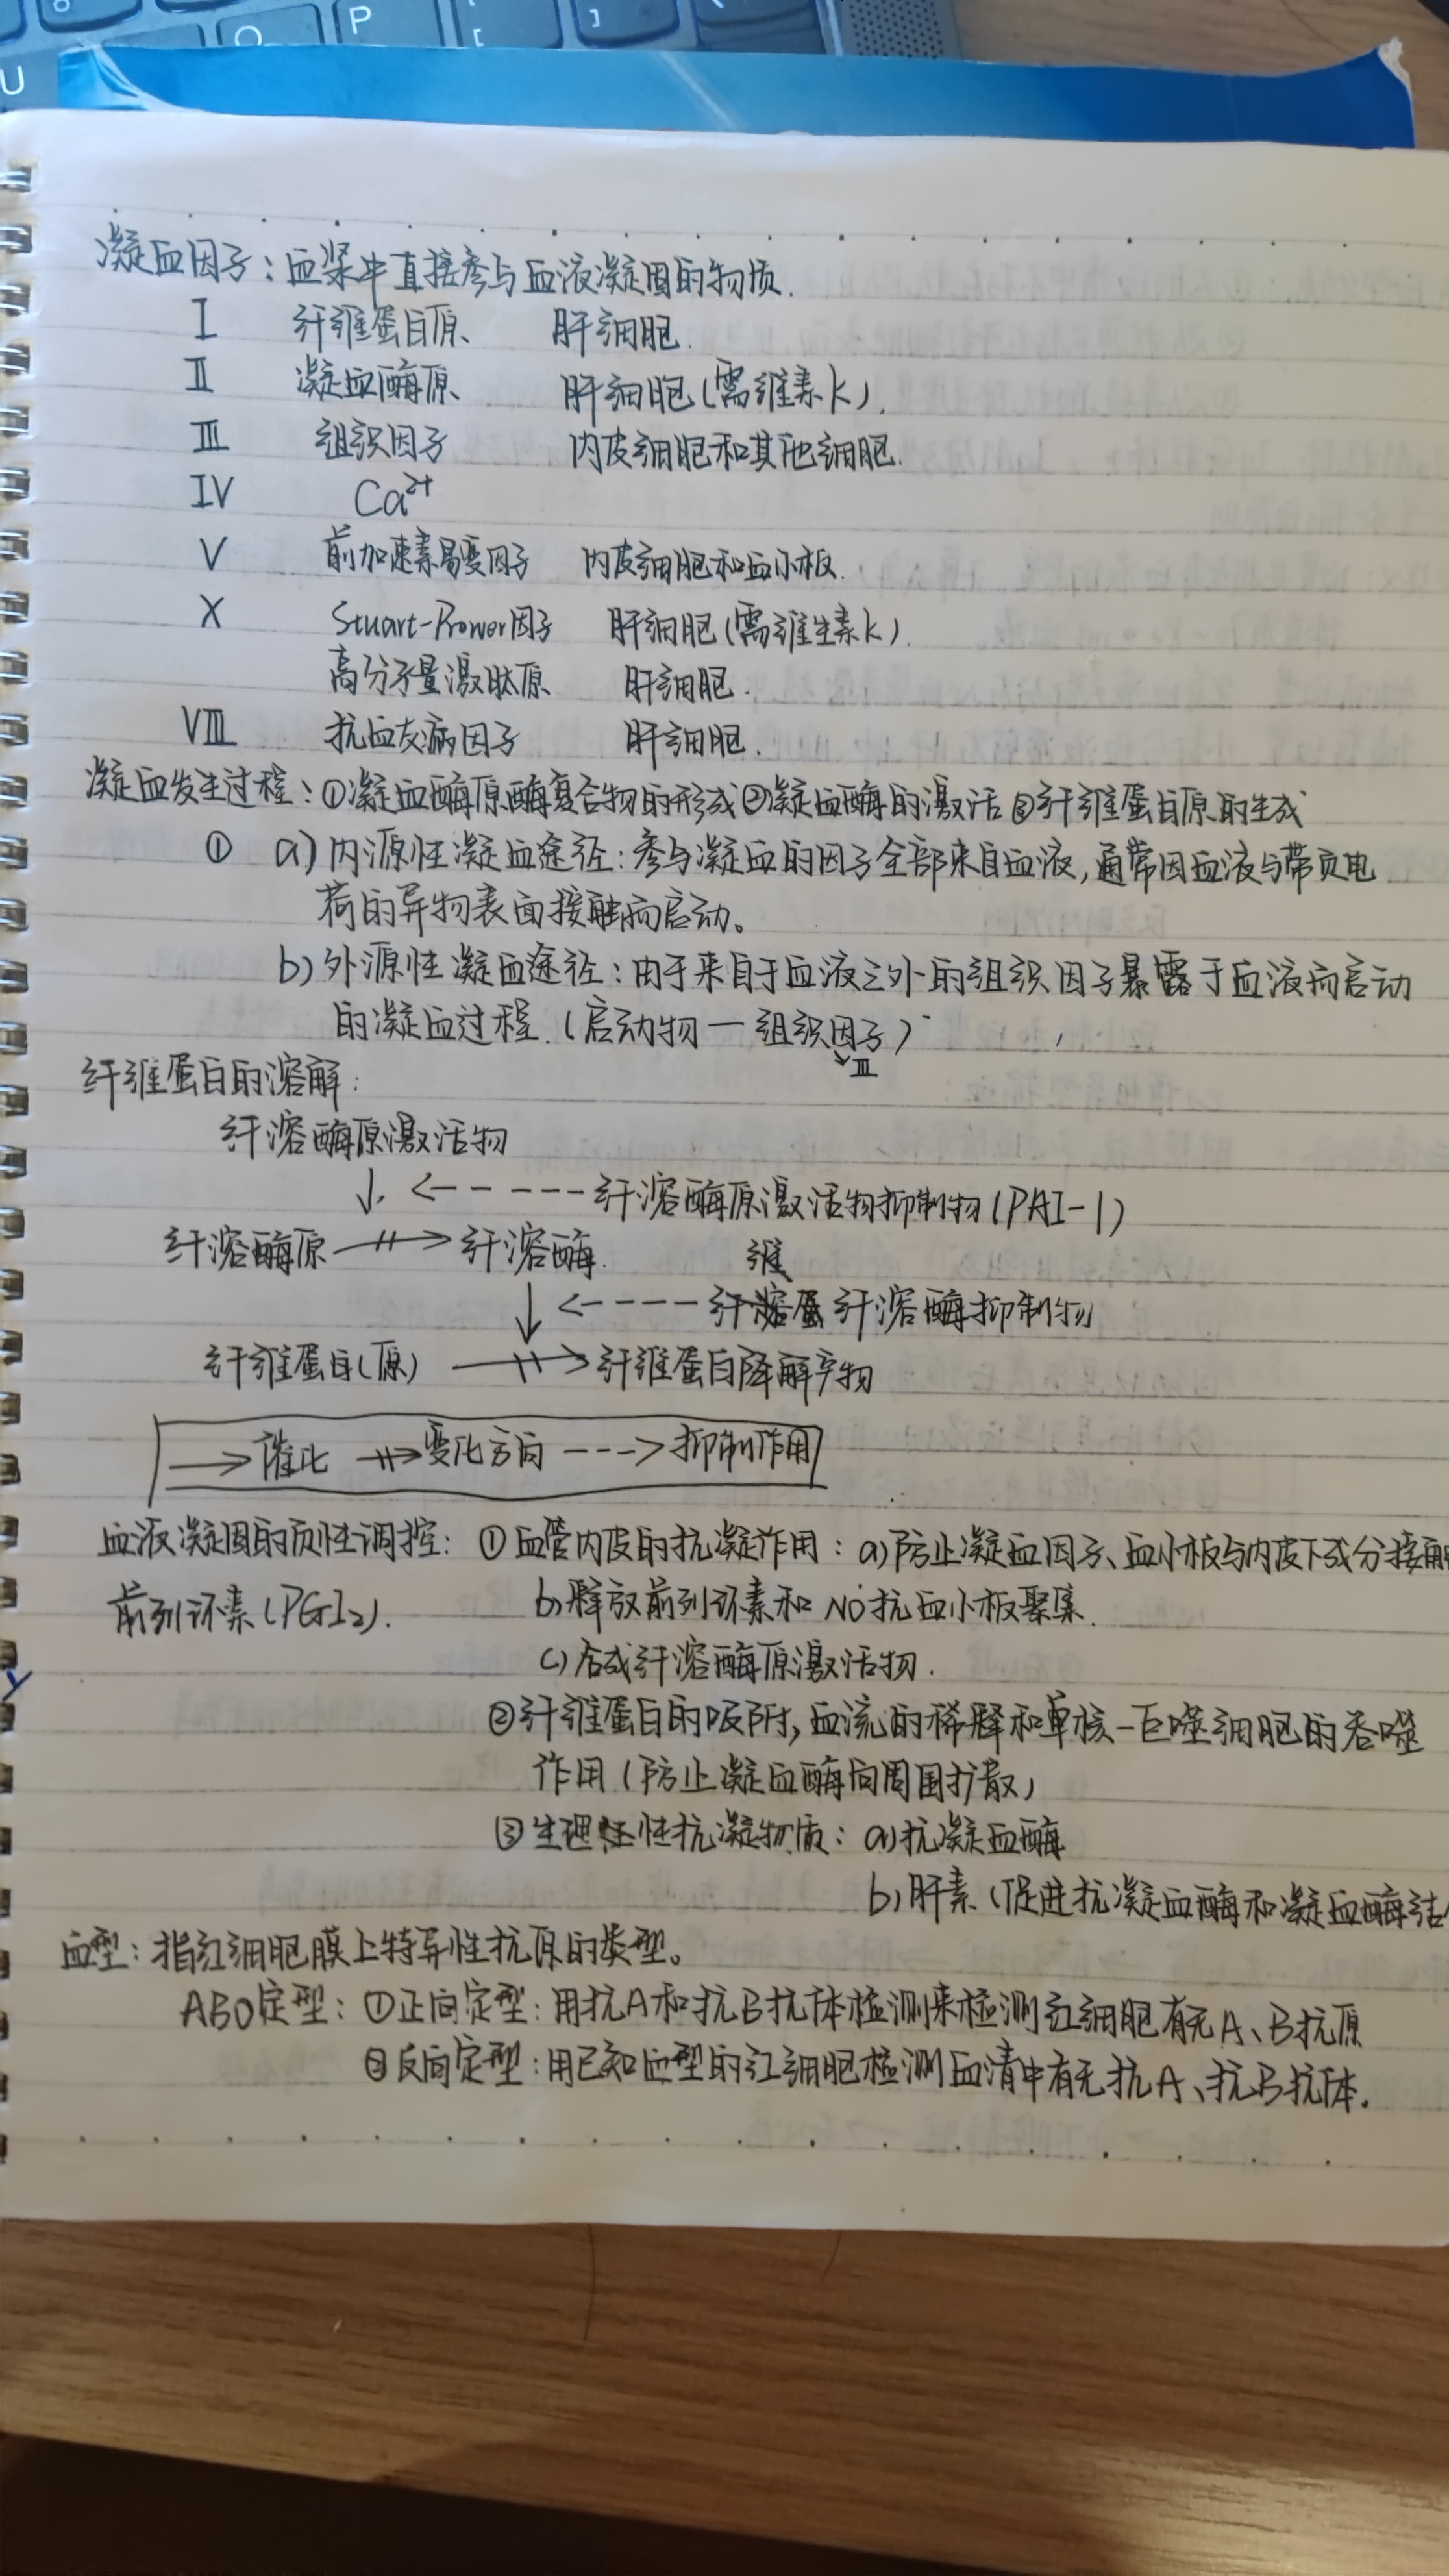 U
O
P
[
]
凝血因子：血浆中直接参与血液凝固的物质.
I 纤维蛋白原、 肝细胞.
II 凝血酶原、 肝细胞(需维素k).
III 组织因子 内皮细胞和其他细胞.
IV Ca2+
V 前加速素易变因子 内皮细胞和血小板.
X Stuart-Prower因子 肝细胞(需维生素k).
高分子量激肽原 肝细胞.
VIII 抗血友病因子 肝细胞.
凝血发生过程：①凝血酶原酶复合物的形成②凝血酶的激活③纤维蛋白原的生成
① a)内源性凝血途径：参与凝血的因子全部来自血液,通常因血液与带负电
荷的异物表面接触而启动。
b)外源性凝血途径：由于来自于血液之外的组织因子暴露于血液而启动
的凝血过程.(启动物—组织因子)
III
纤维蛋白的溶解：
纤溶酶原激活物
↓. <-----纤溶酶原激活物抑制物(PAI-1)
纤溶酶原 ⇸ 纤溶酶.
维
↓ <----纤 纤溶酶抑制物
纤维蛋白(原) ⇸ 纤维蛋白降解产物
→催化 ⇸变化方向 --->抑制作用
血液凝固的负性调控：①血管内皮的抗凝作用：a)防止凝血因子、血小板与内皮下成分接触
前列环素(PGI2). b)释放前列环素和NO抗血小板聚集.
c)合成纤溶酶原激活物.
②纤维蛋白的吸附,血流的稀释和单核-巨噬细胞的吞噬
作用(防止凝血酶向周围扩散)
③生理性抗凝物质：a)抗凝血酶
b)肝素(促进抗凝血酶和凝血酶结
血型：指红细胞膜上特异性抗原的类型。
ABO定型：①正向定型：用抗A和抗B抗体检测来检测红细胞有无A、B抗原
②反向定型：用已知血型的红细胞检测血清中有无抗A、抗B抗体.